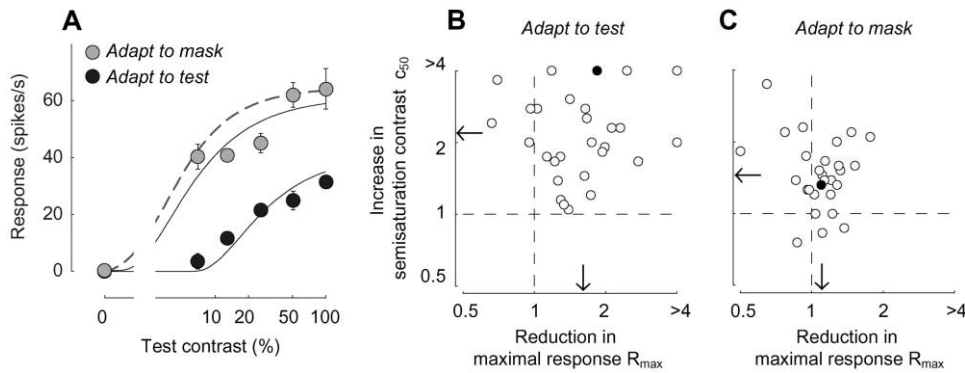 A
Adapt to mask
Adapt to test
Response (spikes/s)
60
40
20
0
0
10
20
50
100
Test contrast (%)
B
Adapt to test
Increase in
semisaturation contrast c50
>4
2
1
0.5
0.5
1
2
>4
Reduction in
maximal response Rmax
C
Adapt to mask
0.5
1
2
>4
Reduction in
maximal response Rmax